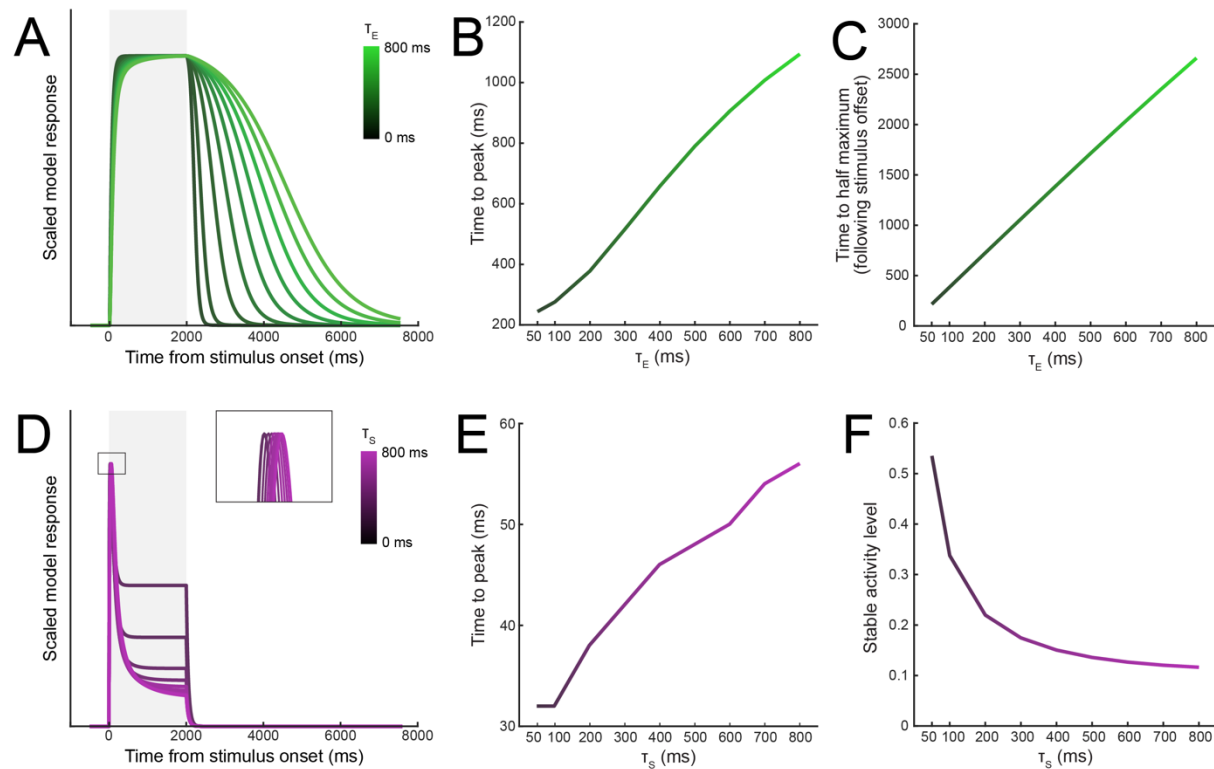 A
Scaled model response
T_E
800 ms
0 ms
0 2000 4000 6000 8000
Time from stimulus onset (ms)
B
Time to peak (ms)
1200
1000
800
600
400
200
50 100 200 300 400 500 600 700 800
τ_E (ms)
C
Time to half maximum
(following stimulus offset)
3000
2500
2000
1500
1000
500
0
50 100 200 300 400 500 600 700 800
τ_E (ms)
D
Scaled model response
T_S
800 ms
0 ms
0 2000 4000 6000 8000
Time from stimulus onset (ms)
E
Time to peak (ms)
60
50
40
30
50 100 200 300 400 500 600 700 800
τ_S (ms)
F
Stable activity level
0.6
0.5
0.4
0.3
0.2
0.1
0
50 100 200 300 400 500 600 700 800
τ_S (ms)